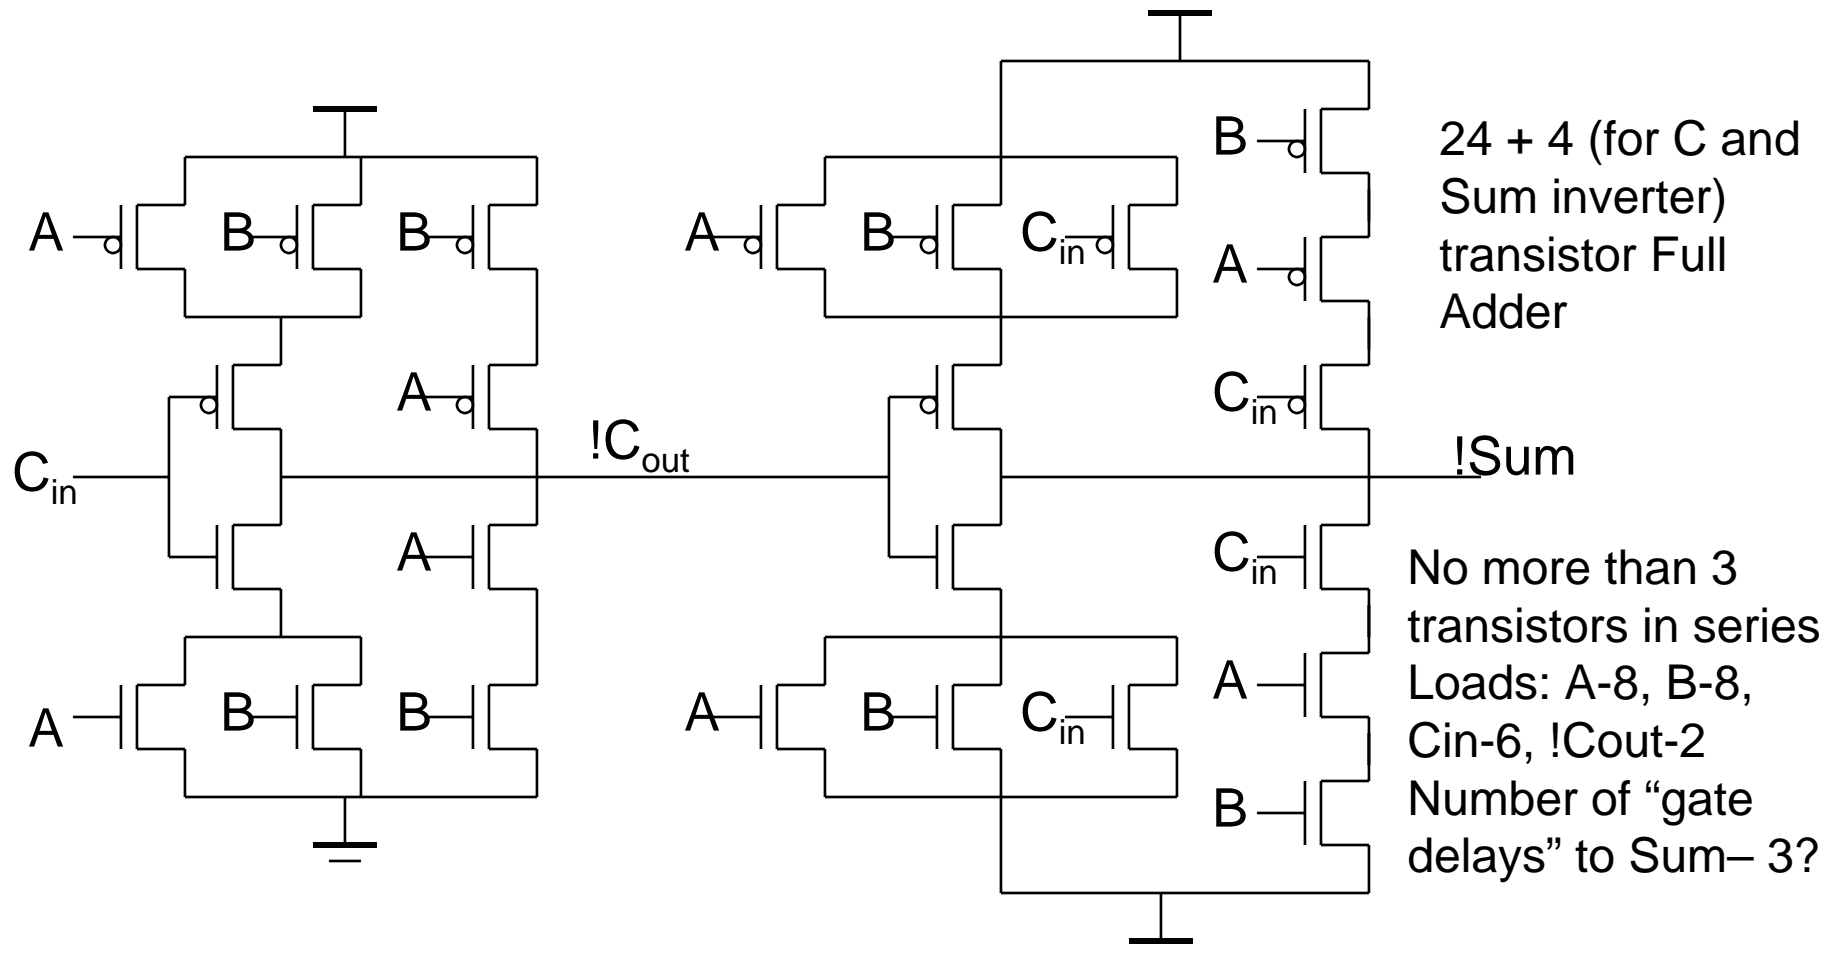 B
24 + 4 (for C and
Sum inverter)
transistor Full
Adder
A B B A B Cin
A
A Cin
!Cout
Cin
!Sum
A Cin
No more than 3
transistors in series
Loads: A-8, B-8,
Cin-6, !Cout-2
Number of “gate
delays” to Sum– 3?
A
A B B A B Cin
B